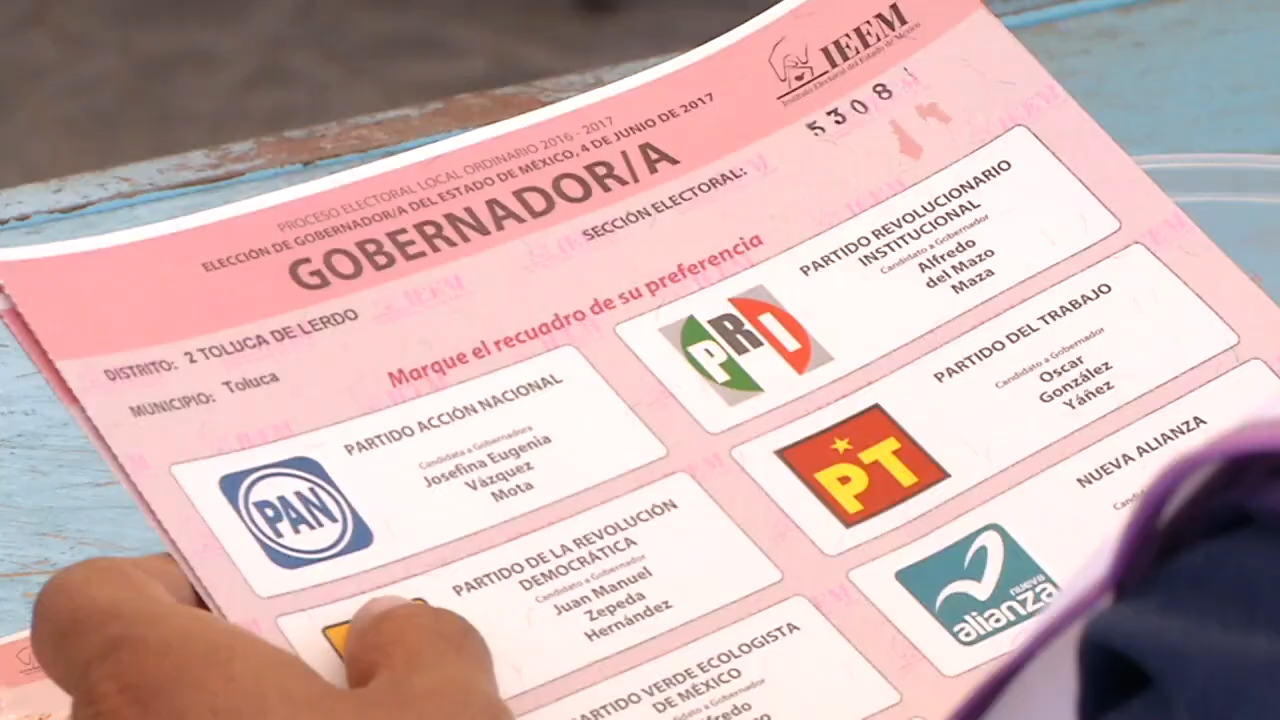 IEEM
Instituto Electoral del Estado de México
PROCESO ELECTORAL LOCAL ORDINARIO 2016 - 2017
ELECCIÓN DE GOBERNADOR/A DEL ESTADO DE MÉXICO, 4 DE JUNIO DE 2017
GOBERNADOR/A
SECCIÓN ELECTORAL:
5308
DISTRITO: 2 TOLUCA DE LERDO
MUNICIPIO: Toluca
Marque el recuadro de su preferencia
PARTIDO ACCIÓN NACIONAL
Candidata a Gobernadora
Josefina Eugenia
Vázquez
Mota
PAN
PARTIDO REVOLUCIONARIO
INSTITUCIONAL
Candidato a Gobernador
Alfredo
del Mazo
Maza
PRI
PARTIDO DE LA REVOLUCIÓN
DEMOCRÁTICA
Candidato a Gobernador
Juan Manuel
Zepeda
Hernández
PARTIDO DEL TRABAJO
Candidato a Gobernador
Oscar
González
Yáñez
PT
PARTIDO VERDE ECOLOGISTA
DE MÉXICO
Candidato a Gobernador
Alfredo
NUEVA ALIANZA
nueva
alianza